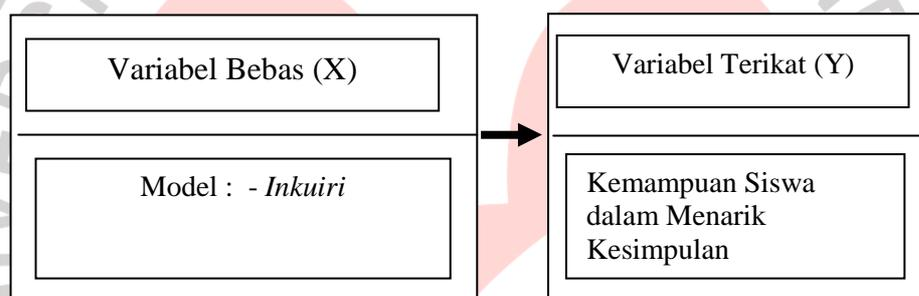 Variabel Bebas (X)
Variabel Terikat (Y)
Model : - Inkuiri
Kemampuan Siswa
dalam Menarik
Kesimpulan